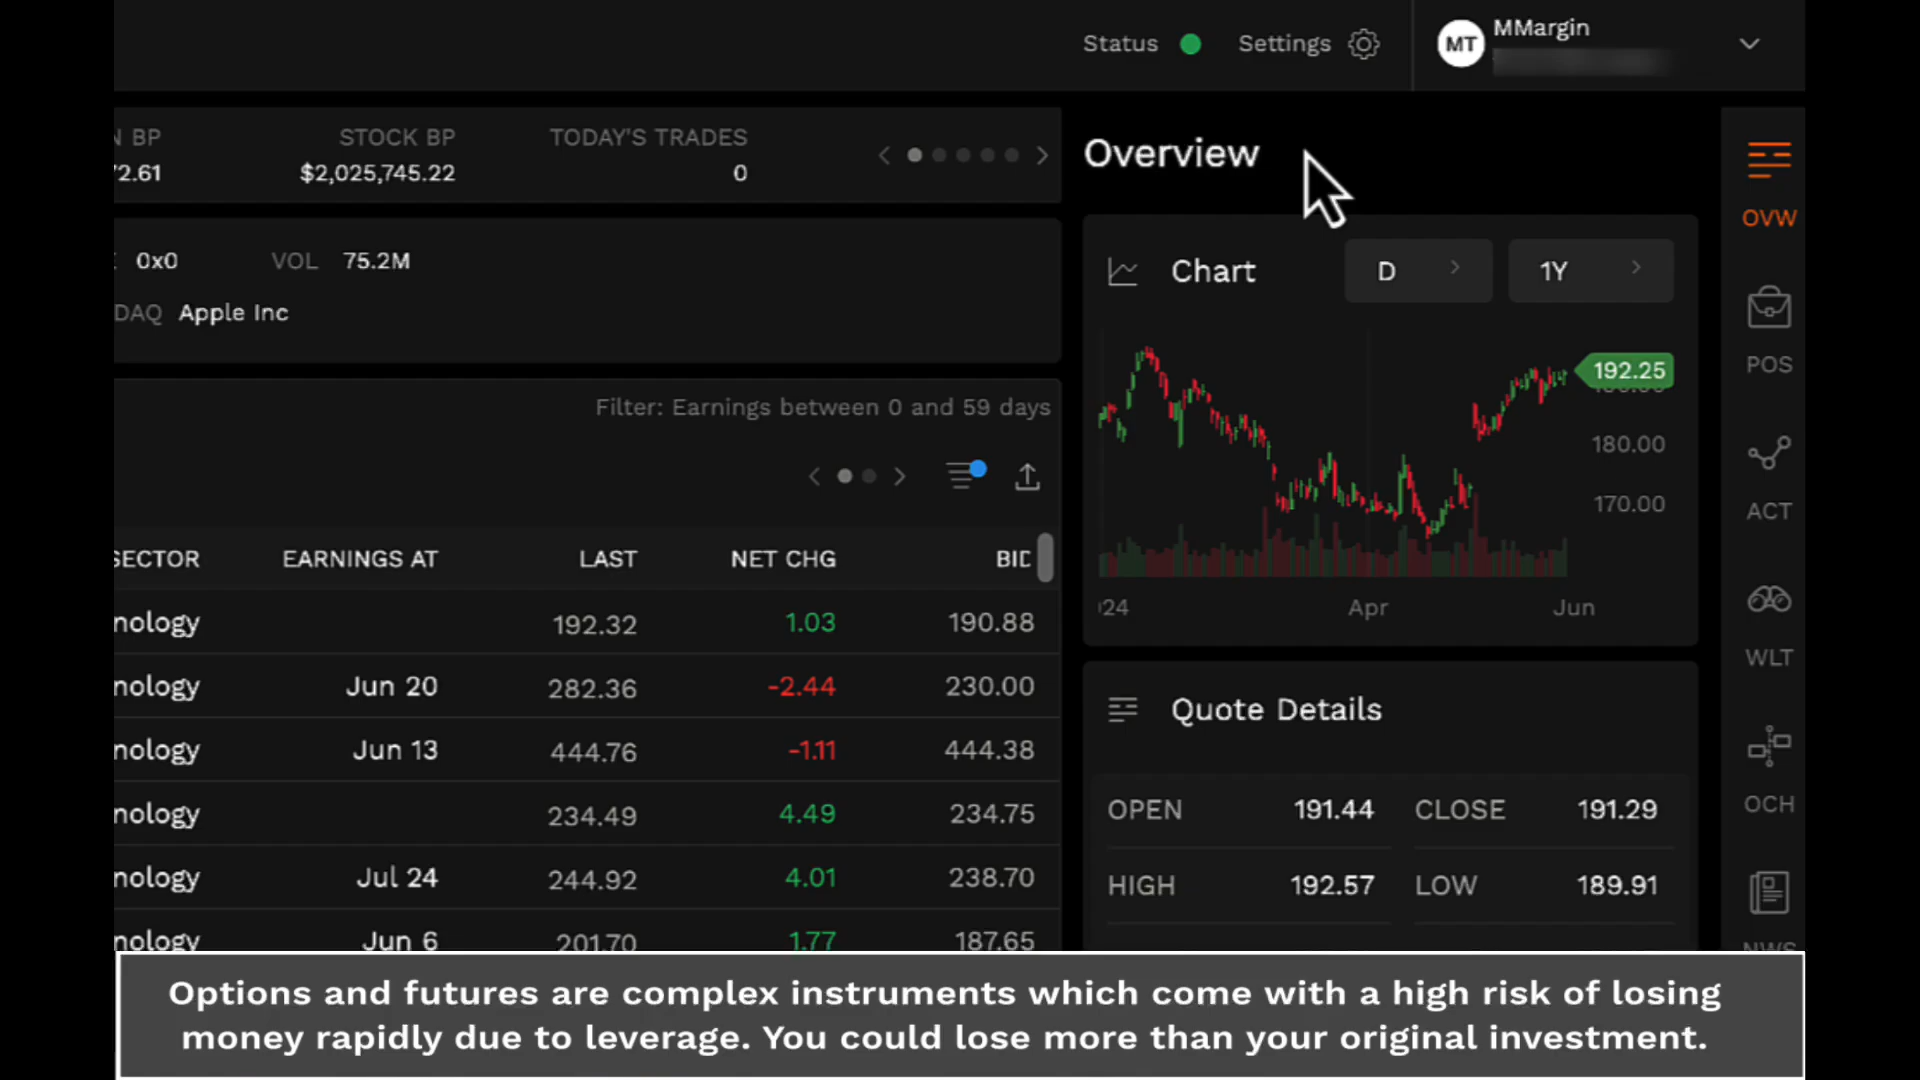 Status Settings MT MMargin
N BP STOCK BP TODAY'S TRADES
72.61 $2,025,745.22 0
Overview
OVW
0x0 VOL 75.2M
DAQ Apple Inc
Chart D 1Y
192.25
180.00
170.00
'24 Apr Jun
POS
Filter: Earnings between 0 and 59 days
ACT
SECTOR EARNINGS AT LAST NET CHG BID
nology 192.32 1.03 190.88
nology Jun 20 282.36 -2.44 230.00
nology Jun 13 444.76 -1.11 444.38
nology 234.49 4.49 234.75
nology Jul 24 244.92 4.01 238.70
nology Jun 6 201.70 1.77 187.65
WLT
Quote Details
OPEN 191.44 CLOSE 191.29
HIGH 192.57 LOW 189.91
OCH
NWS
Options and futures are complex instruments which come with a high risk of losing
money rapidly due to leverage. You could lose more than your original investment.